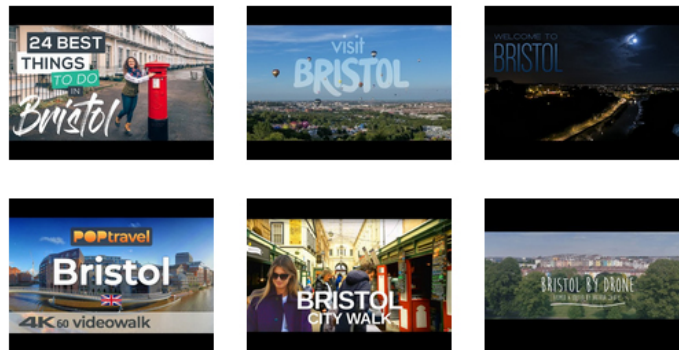 24 BEST
THINGS
TO DO
IN
Bristol
visit
BRISTOL
WELCOME TO
BRISTOL
POPtravel
Bristol
4K 60 videowalk
BRISTOL
CITY WALK
BRISTOL BY DRONE